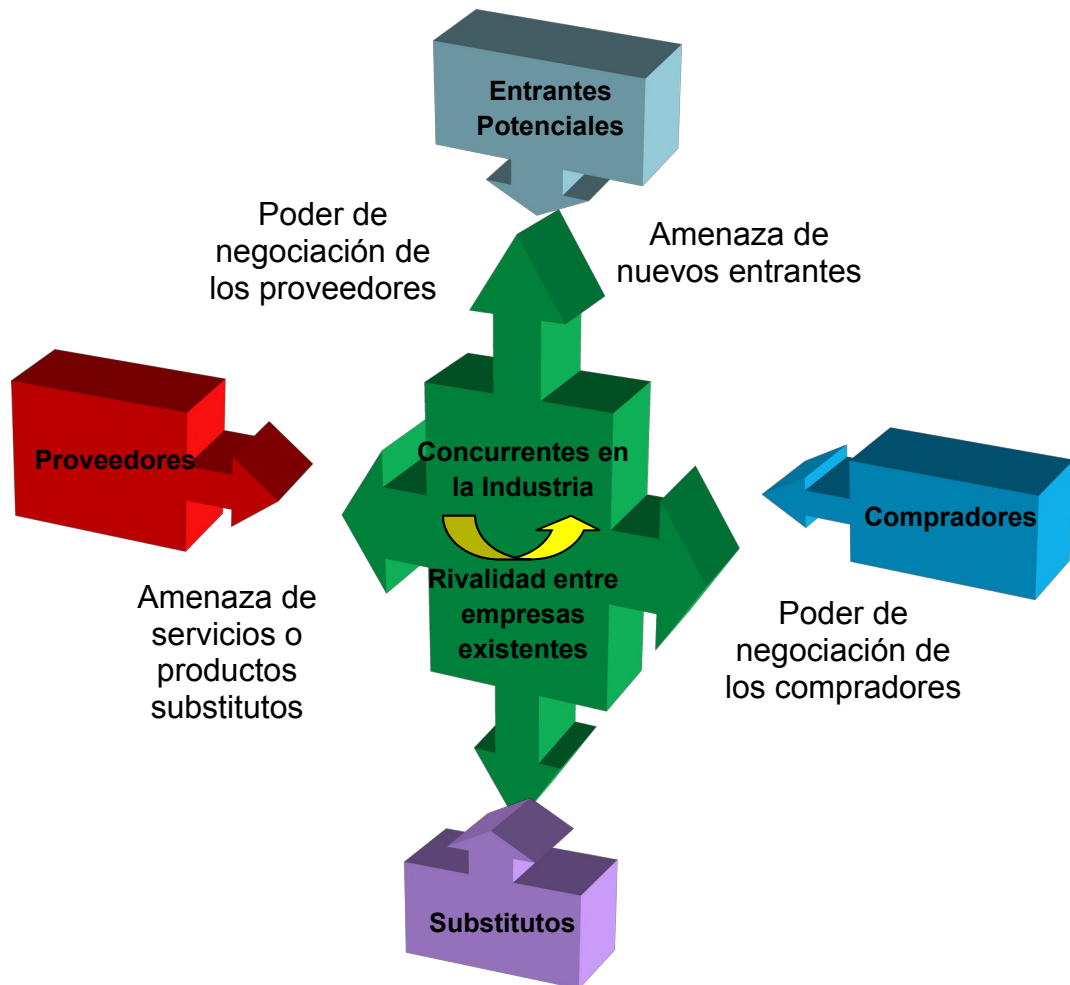 Entrantes
Potenciales
Poder de
negociación de
los proveedores
Amenaza de
nuevos entrantes
Proveedores
Concurrentes en
la Industria
Compradores
Rivalidad entre
empresas
existentes
Amenaza de
servicios o
productos
substitutos
Poder de
negociación de
los compradores
Substitutos